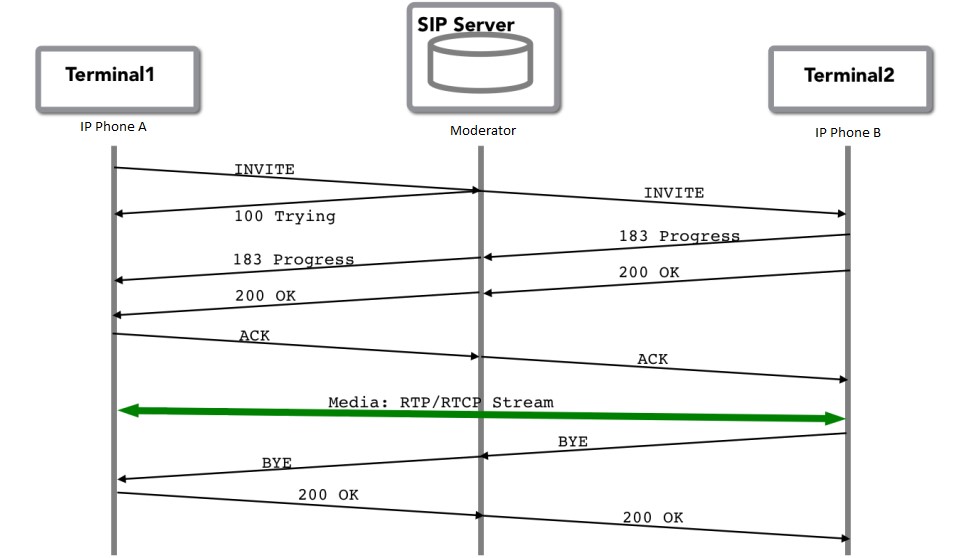 SIP Server
Terminal1
Terminal2
IP Phone A
Moderator
IP Phone B
INVITE
INVITE
100 Trying
183 Progress
183 Progress
200 OK
200 OK
ACK
ACK
Media: RTP/RTCP Stream
BYE
BYE
200 OK
200 OK